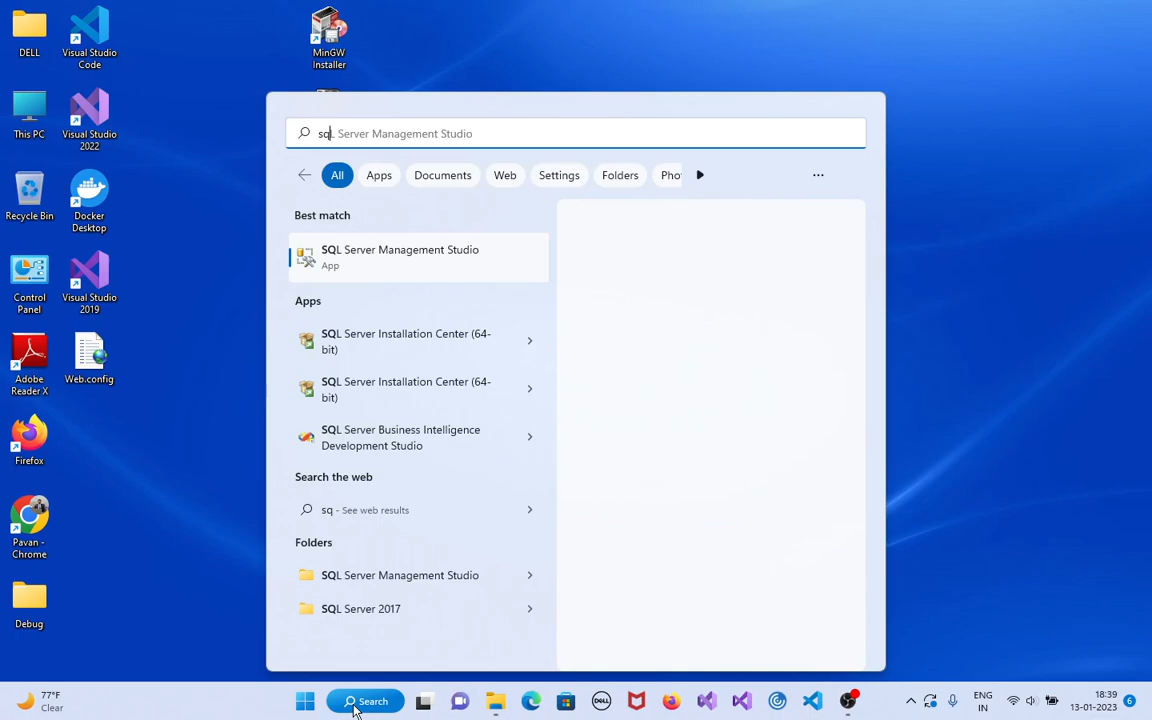 DELL
Visual Studio
Code
MinGW
Installer
This PC
Visual Studio
2022
Recycle Bin
Docker
Desktop
Control
Panel
Visual Studio
2019
Adobe
Reader X
Web.config
Firefox
Pavan -
Chrome
Debug
sqL Server Management Studio
All
Apps
Documents
Web
Settings
Folders
Pho
Best match
SQL Server Management Studio
App
Apps
SQL Server Installation Center (64-
bit)
SQL Server Installation Center (64-
bit)
SQL Server Business Intelligence
Development Studio
Search the web
sq - See web results
Folders
SQL Server Management Studio
SQL Server 2017
77°F
Clear
Search
DELL
ENG
IN
18:39
13-01-2023
6